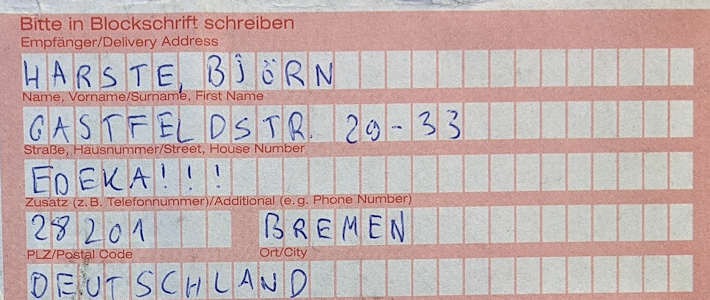 Bitte in Blockschrift schreiben
Empfänger/Delivery Address
HARSTE, BJÖRN
Name, Vorname/Surname, First Name
GASTFELDSTR. 29-33
Straße, Hausnummer/Street, House Number
EDEKA!!!
Zusatz (z.B. Telefonnummer)/Additional (e.g. Phone Number)
28201 BREMEN
PLZ/Postal Code Ort/City
DEUTSCHLAND